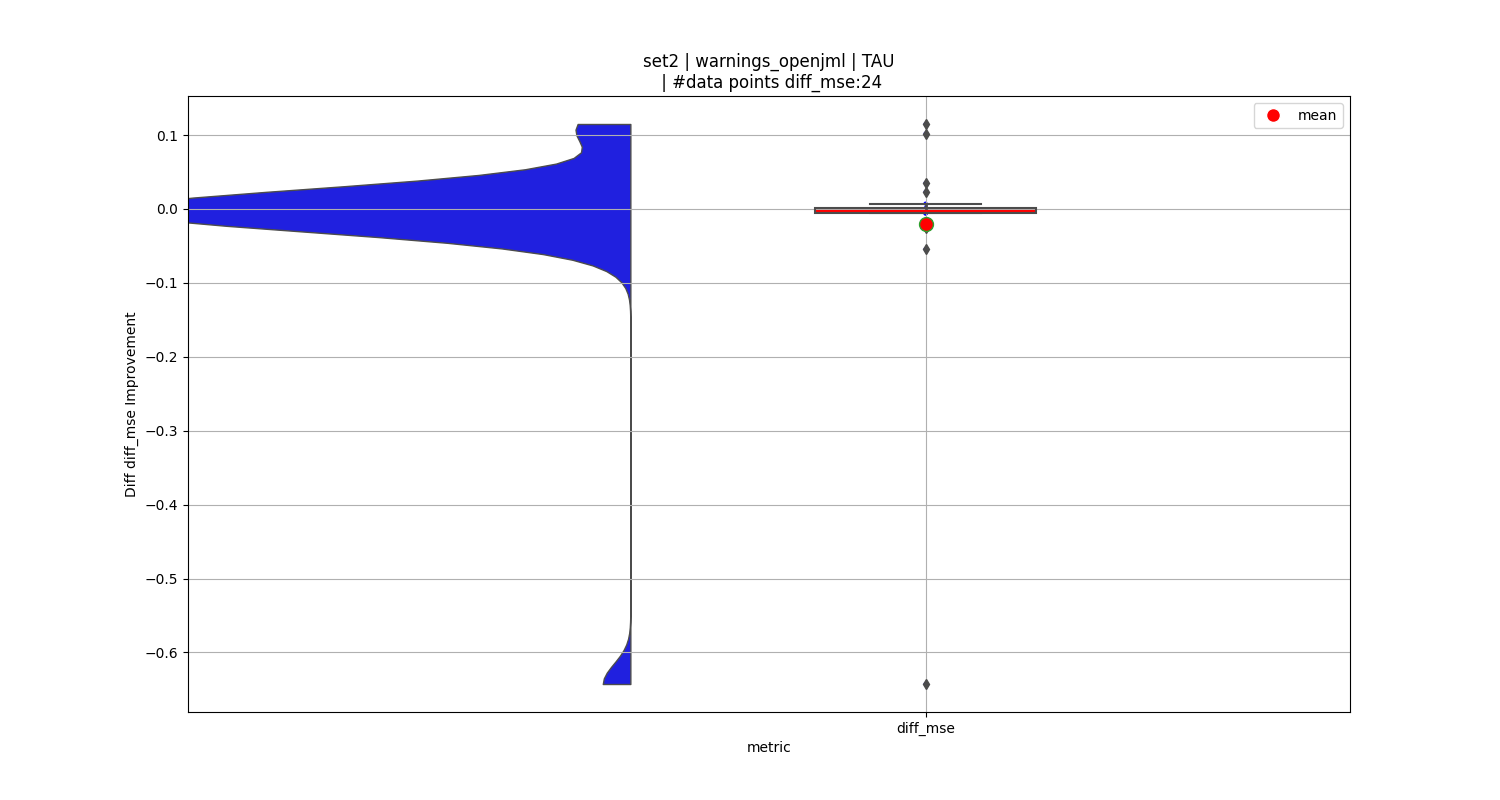 set2 | warnings_openjml | TAU
| #data points diff_mse:24
mean
0.1
0.0
−0.1
−0.2
−0.3
−0.4
−0.5
−0.6
Diff diff_mse Improvement
diff_mse
metric